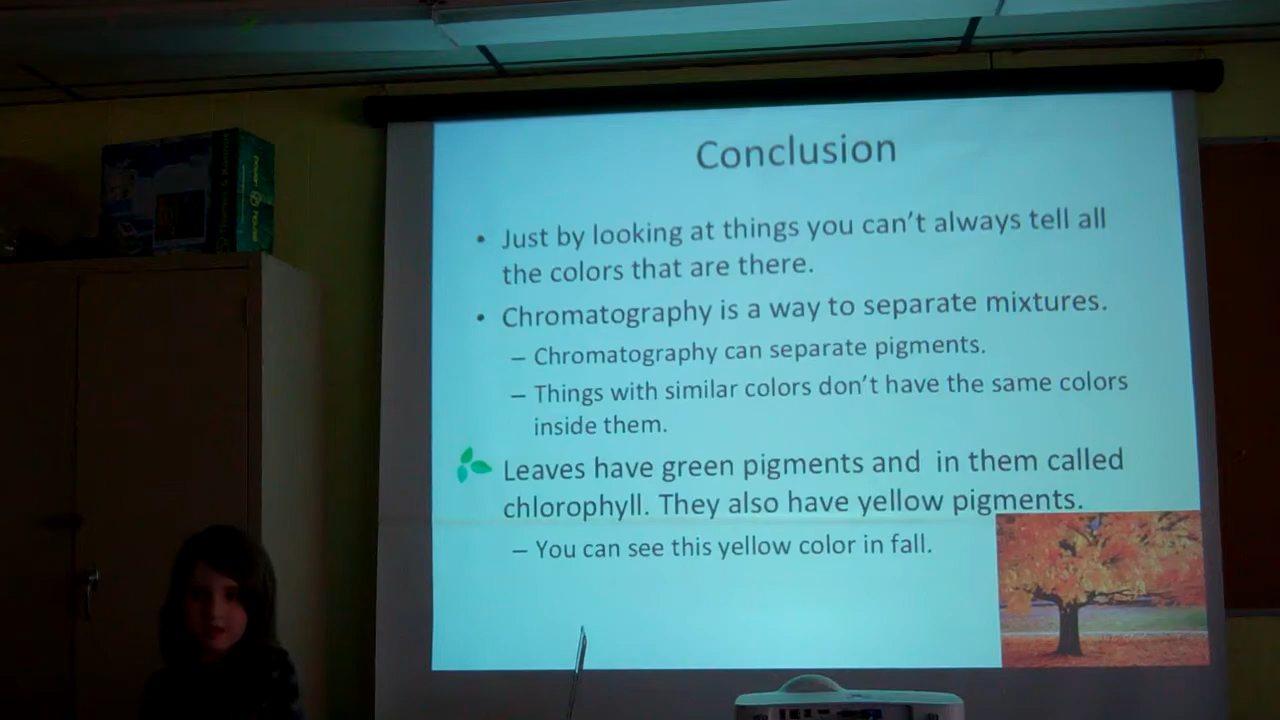 Conclusion
• Just by looking at things you can't always tell all
the colors that are there.
• Chromatography is a way to separate mixtures.
– Chromatography can separate pigments.
– Things with similar colors don't have the same colors
inside them.
Leaves have green pigments and  in them called
chlorophyll. They also have yellow pigments.
– You can see this yellow color in fall.